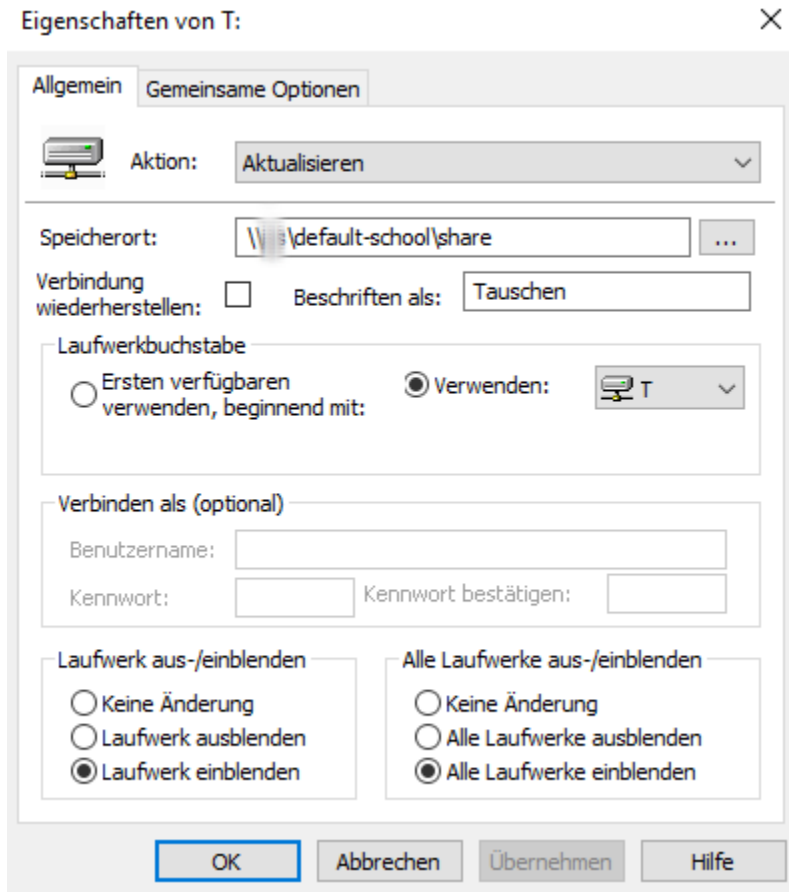 Eigenschaften von T:
Allgemein
Gemeinsame Optionen
Aktion:
Aktualisieren
Speicherort:
\default-school\share
...
Verbindung
wiederherstellen:
Beschriften als:
Tauschen
Laufwerkbuchstabe
Ersten verfügbaren
verwenden, beginnend mit:
Verwenden:
T
Verbinden als (optional)
Benutzername:
Kennwort:
Kennwort bestätigen:
Laufwerk aus-/einblenden
Keine Änderung
Laufwerk ausblenden
Laufwerk einblenden
Alle Laufwerke aus-/einblenden
Keine Änderung
Alle Laufwerke ausblenden
Alle Laufwerke einblenden
OK
Abbrechen
Übernehmen
Hilfe